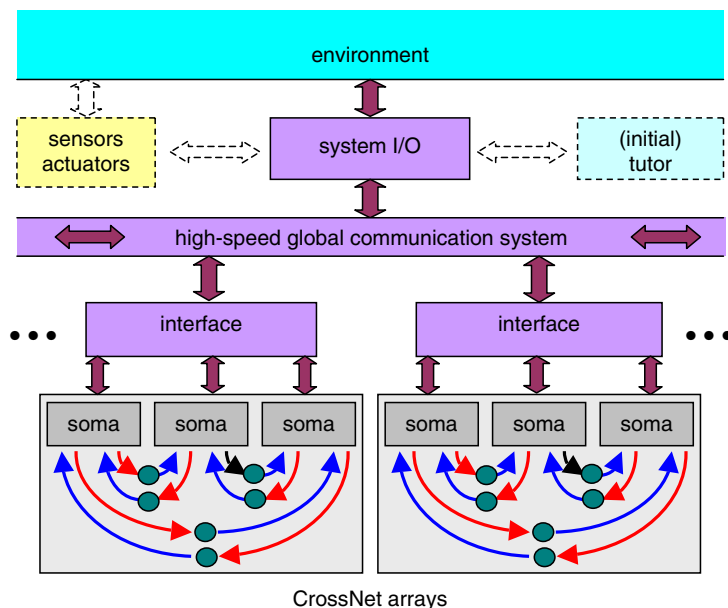 environment
sensors
actuators
system I/O
(initial)
tutor
high-speed global communication system
interface
interface
soma
soma
soma
soma
soma
soma
CrossNet arrays